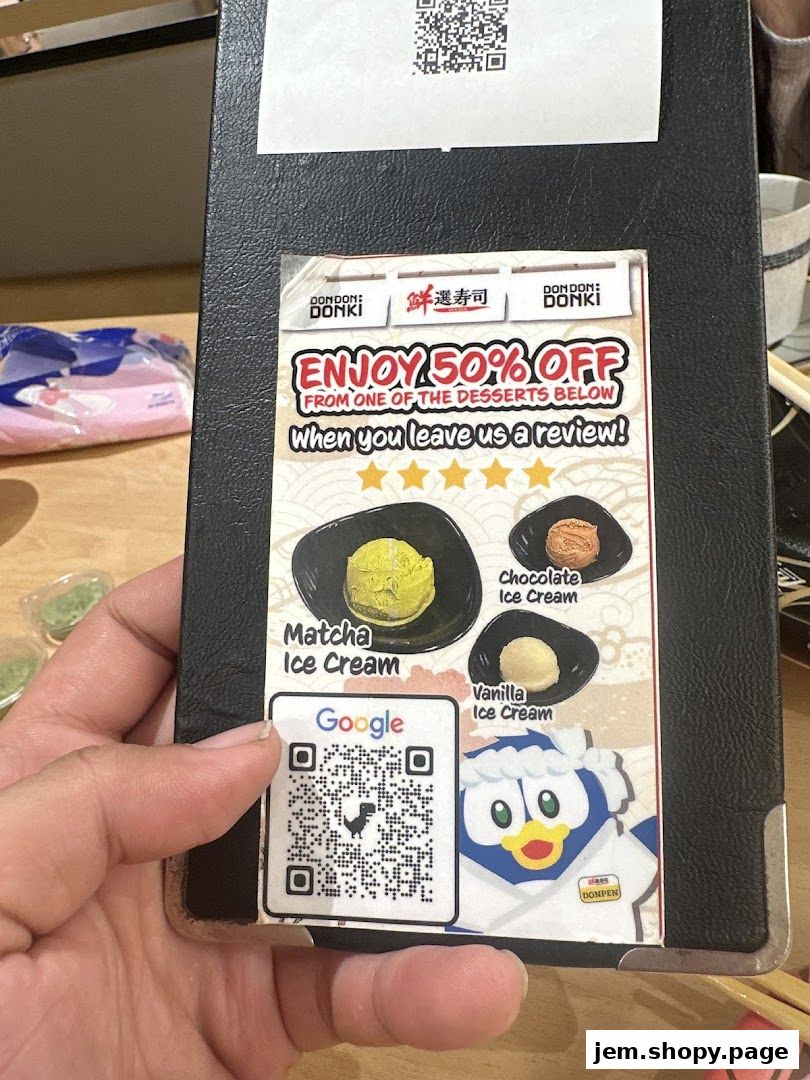 DON DON:
DONKI
鮮選寿司
DON DON:
DONKI
ENJOY 50% OFF
FROM ONE OF THE DESSERTS BELOW
When you leave us a review!
Chocolate
Ice Cream
Matcha
Ice Cream
Vanilla
Ice Cream
Google
DONPEN
jem.shopy.page